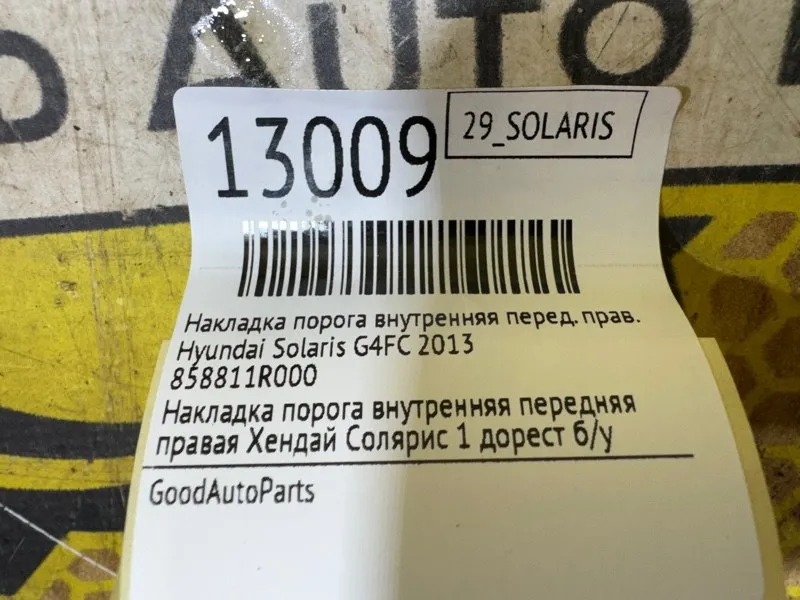 AUTO
13009
29_SOLARIS
Накладка порога внутренняя перед. прав.
Hyundai Solaris G4FC 2013
858811R000
Накладка порога внутренняя передняя
правая Хендай Солярис 1 дорест б/у
GoodAutoParts